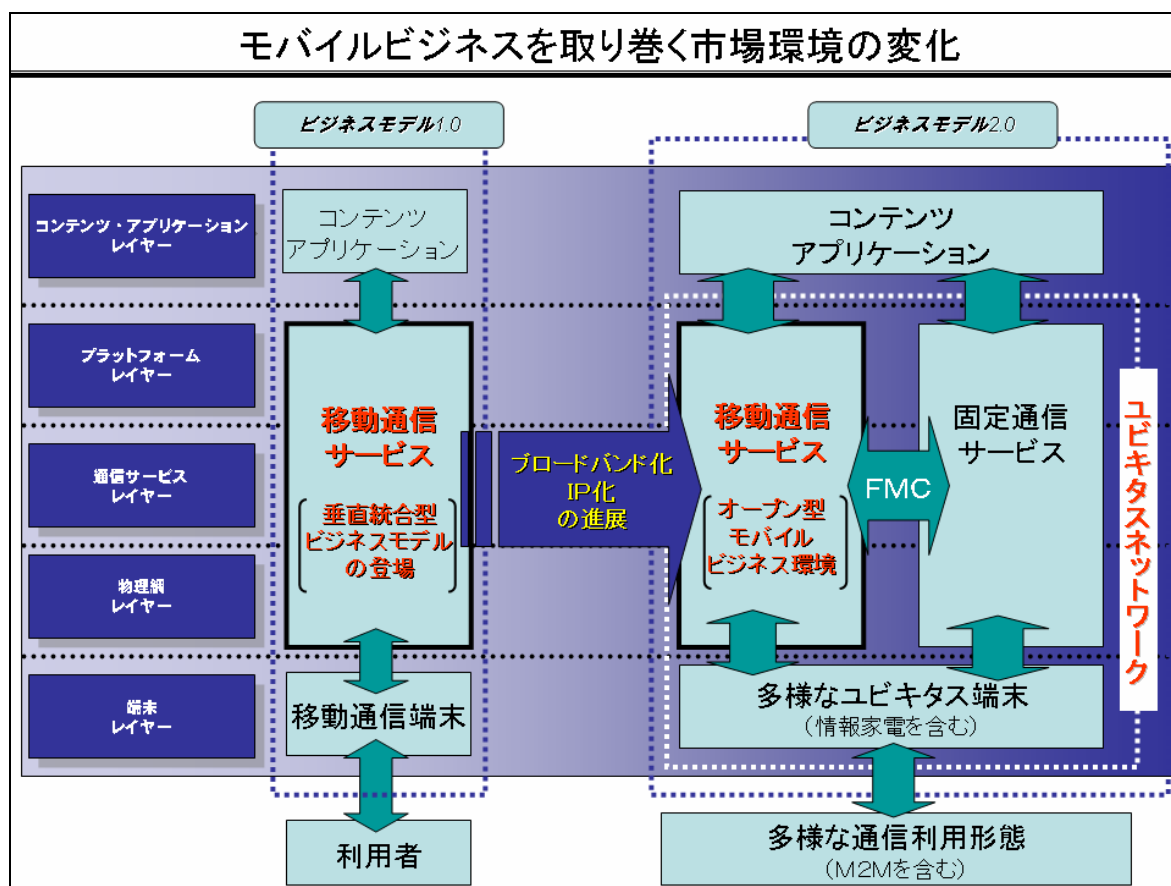 モバイルビジネスを取り巻く市場環境の変化
ビジネスモデル1.0
ビジネスモデル2.0
コンテンツ・アプリケーション
レイヤー
コンテンツ
アプリケーション
コンテンツ
アプリケーション
プラットフォーム
レイヤー
通信サービス
レイヤー
物理網
レイヤー
端末
レイヤー
移動通信
サービス
垂直統合型
ビジネスモデル
の登場
ブロードバンド化
IP化
の進展
移動通信
サービス
オープン型
モバイル
ビジネス環境
FMC
固定通信
サービス
ユビキタスネットワーク
移動通信端末
多様なユビキタス端末
(情報家電を含む)
利用者
多様な通信利用形態
(M2Mを含む)